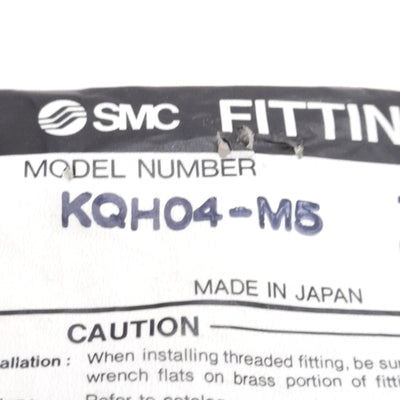 SMC FITTIN
MODEL NUMBER
KQH04-M5
MADE IN JAPAN
CAUTION
allation : When installing threaded fitting, be su
wrench flats on brass portion of fitti